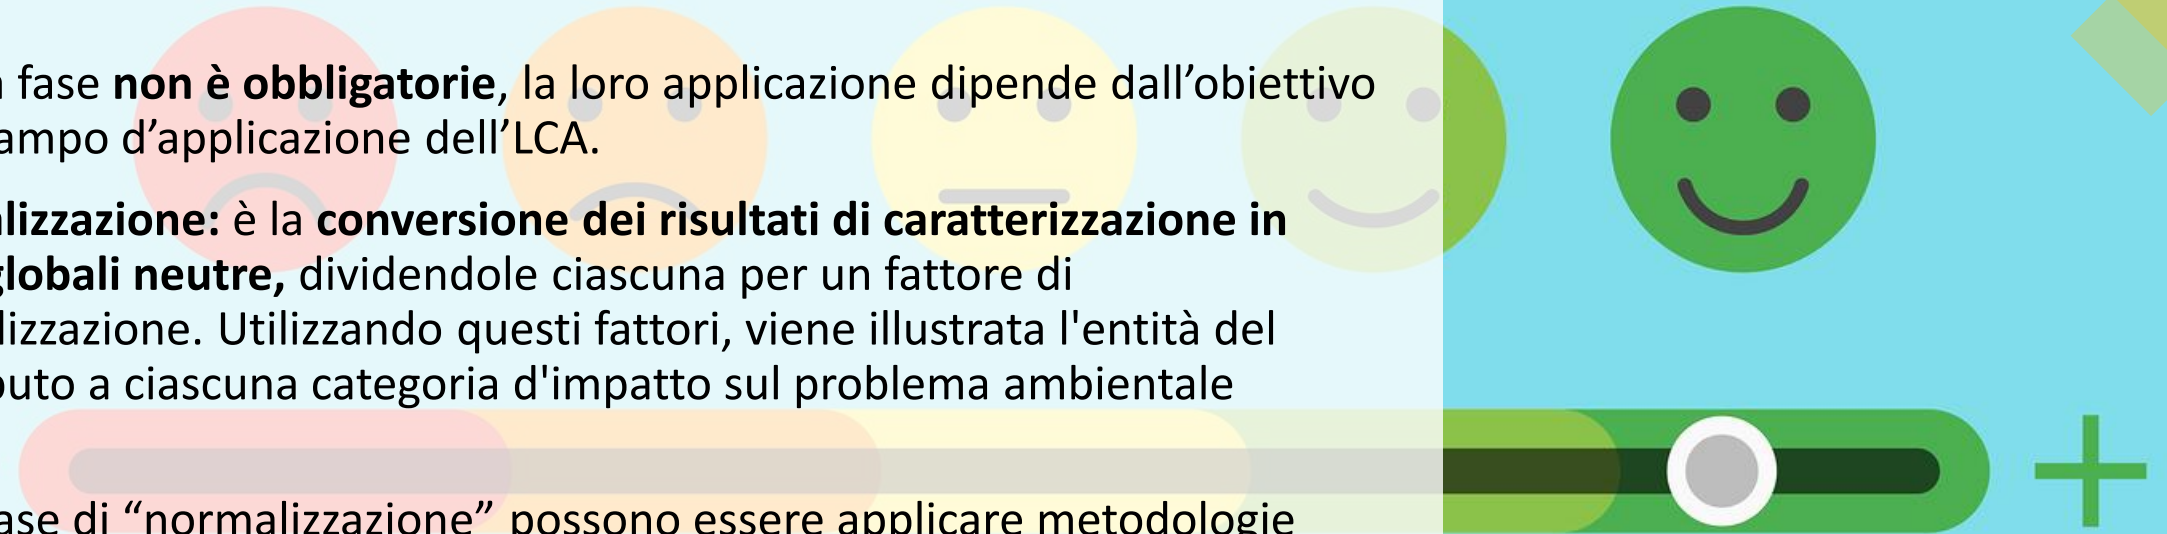 fase non è obbligatorie, la loro applicazione dipende dall’obiettivo
ampo d’applicazione dell’LCA.
lizzazione: è la conversione dei risultati di caratterizzazione in
globali neutre, dividendole ciascuna per un fattore di
lizzazione. Utilizzando questi fattori, viene illustrata l'entità del
buto a ciascuna categoria d'impatto sul problema ambientale
ase di “normalizzazione” possono essere applicare metodologie